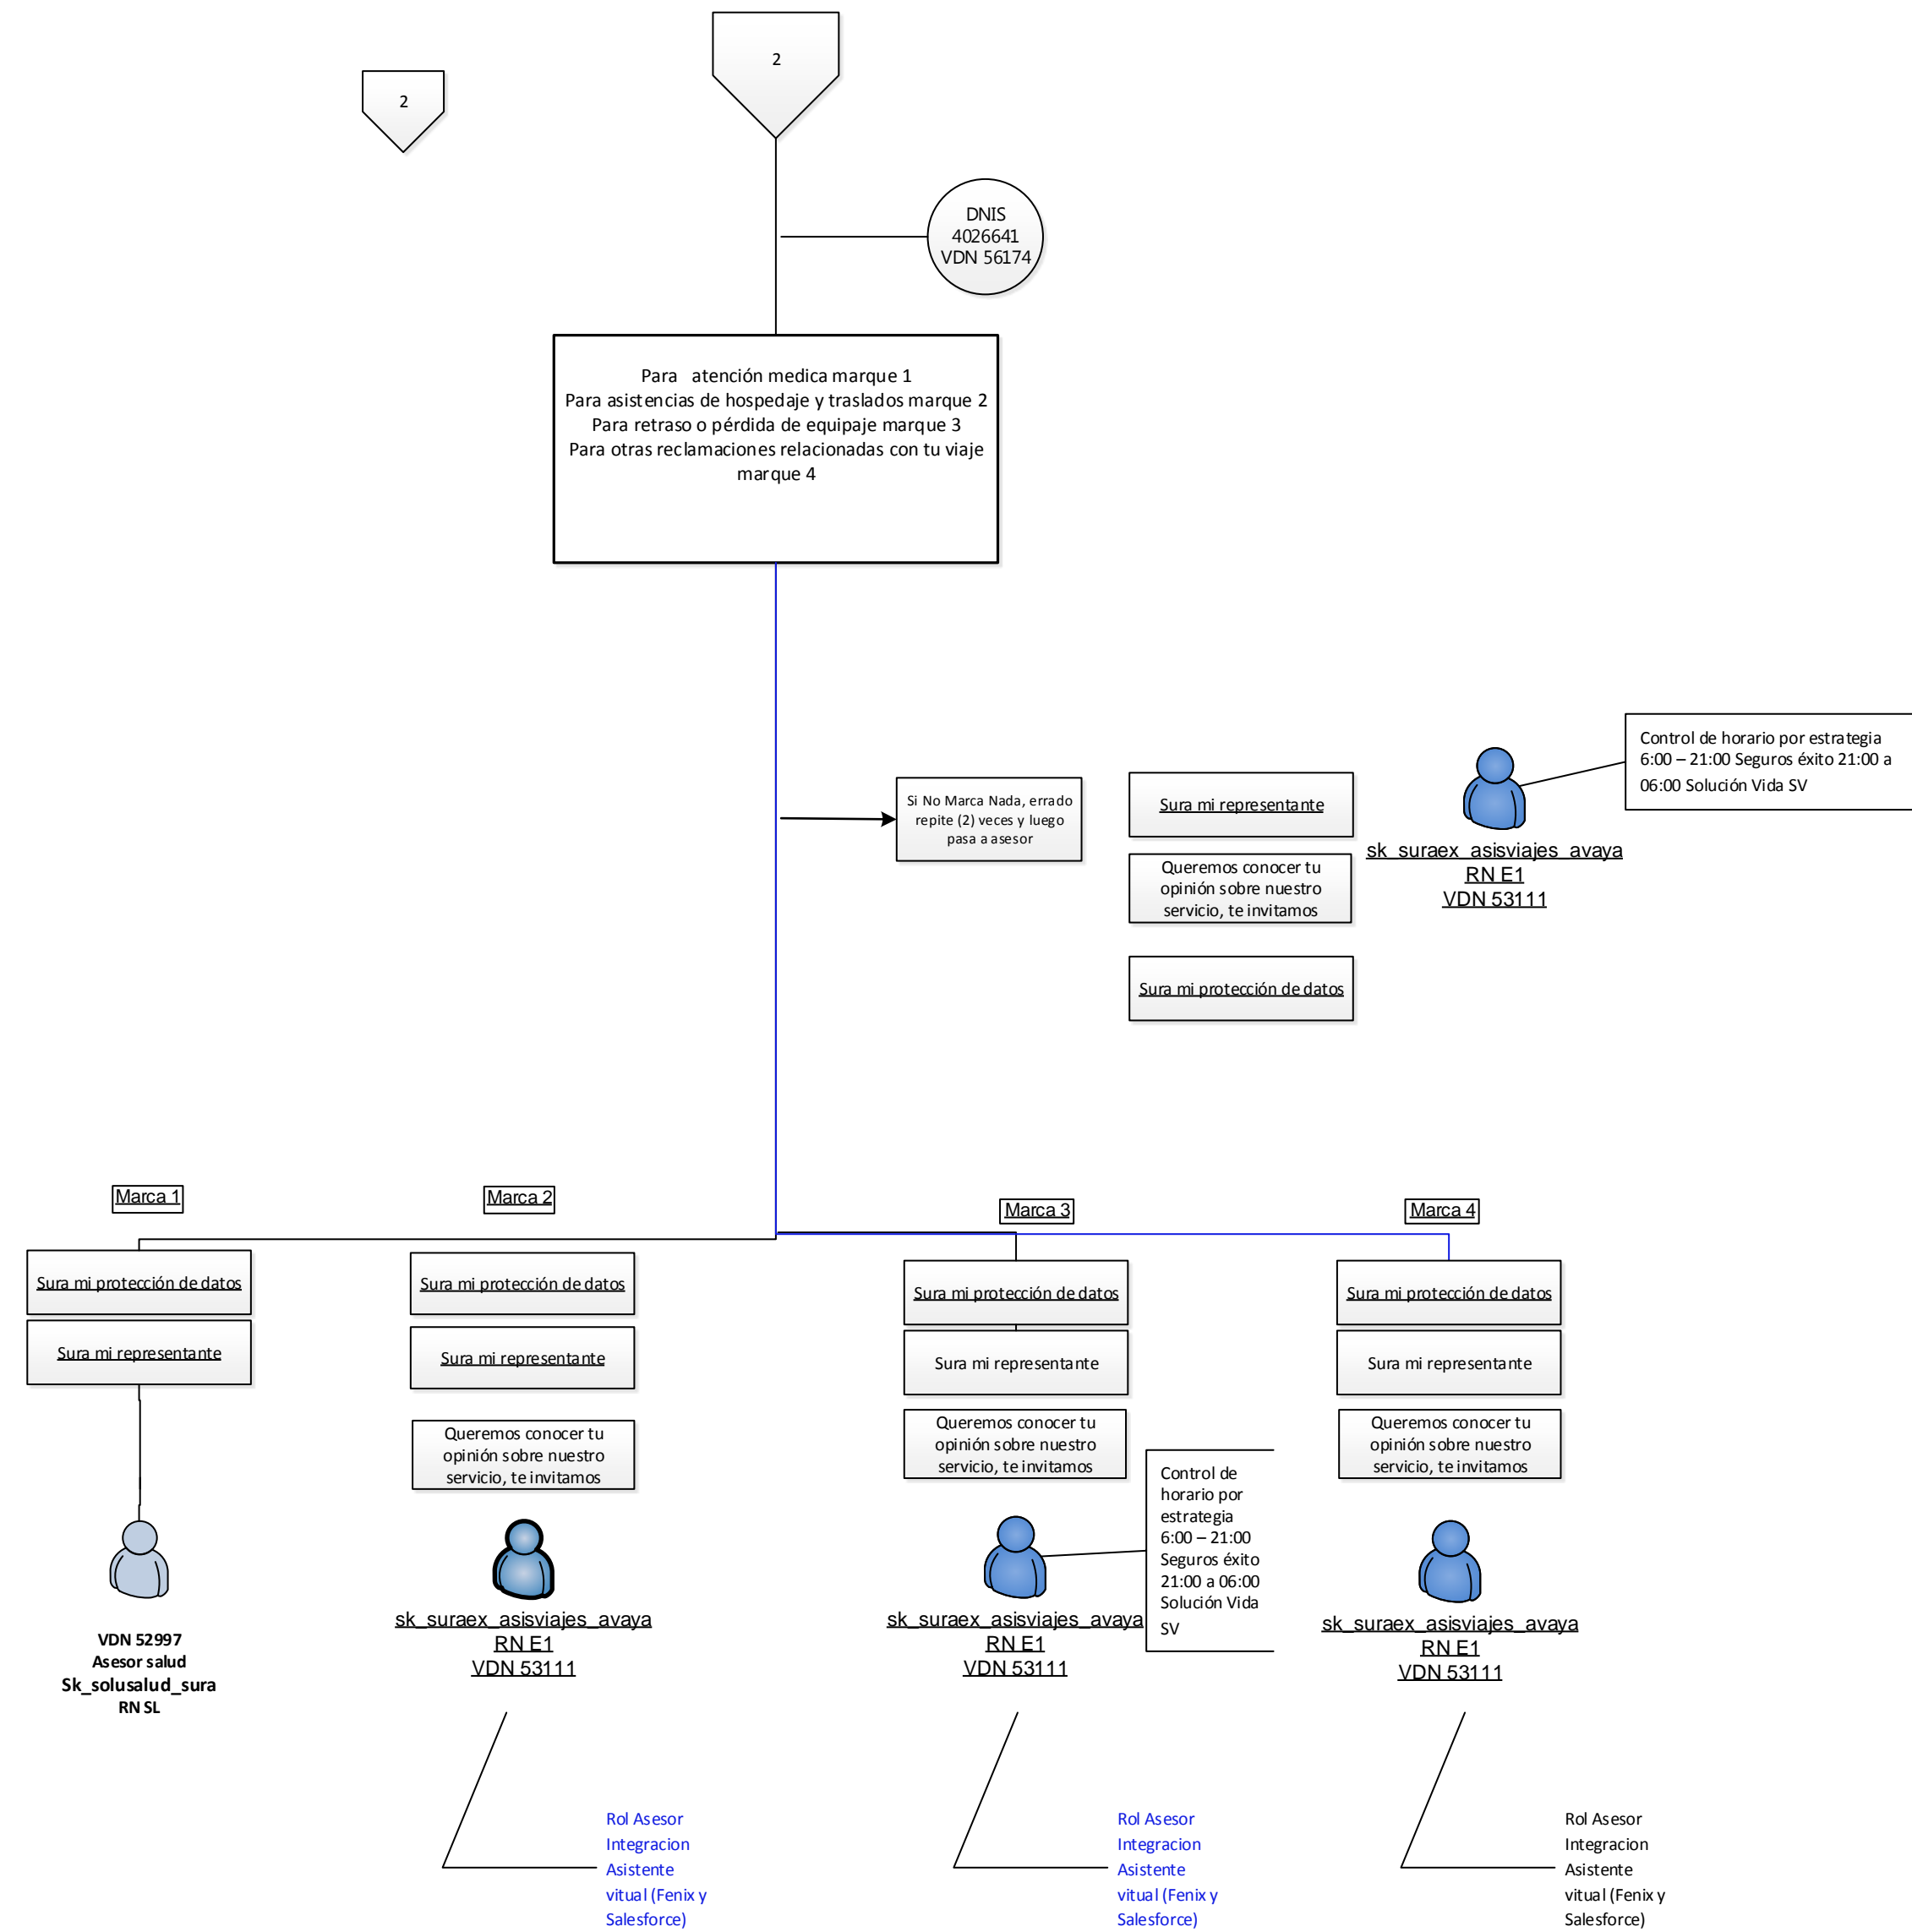 2
2
DNIS
4026641
VDN 56174
Para atención medica marque 1
Para asistencias de hospedaje y traslados marque 2
Para retraso o pérdida de equipaje marque 3
Para otras reclamaciones relacionadas con tu viaje
marque 4
Si No Marca Nada, errado
repite (2) veces y luego
pasa a asesor
Sura mi representante
Queremos conocer tu
opinión sobre nuestro
servicio, te invitamos
Sura mi protección de datos
sk_suraex_asisviajes_avaya
RN E1
VDN 53111
Control de horario por estrategia
6:00 – 21:00 Seguros éxito 21:00 a
06:00 Solución Vida SV
Marca 1
Sura mi protección de datos
Sura mi representante
VDN 52997
Asesor salud
Sk_solusalud_sura
RN SL
Marca 2
Sura mi protección de datos
Sura mi representante
Queremos conocer tu
opinión sobre nuestro
servicio, te invitamos
sk_suraex_asisviajes_avaya
RN E1
VDN 53111
Rol Asesor
Integracion
Asistente
vitual (Fenix y
Salesforce)
Marca 3
Sura mi protección de datos
Sura mi representante
Queremos conocer tu
opinión sobre nuestro
servicio, te invitamos
sk_suraex_asisviajes_avaya
RN E1
VDN 53111
Control de
horario por
estrategia
6:00 – 21:00
Seguros éxito
21:00 a 06:00
Solución Vida
SV
Rol Asesor
Integracion
Asistente
vitual (Fenix y
Salesforce)
Marca 4
Sura mi protección de datos
Sura mi representante
Queremos conocer tu
opinión sobre nuestro
servicio, te invitamos
sk_suraex_asisviajes_avaya
RN E1
VDN 53111
Rol Asesor
Integracion
Asistente
vitual (Fenix y
Salesforce)